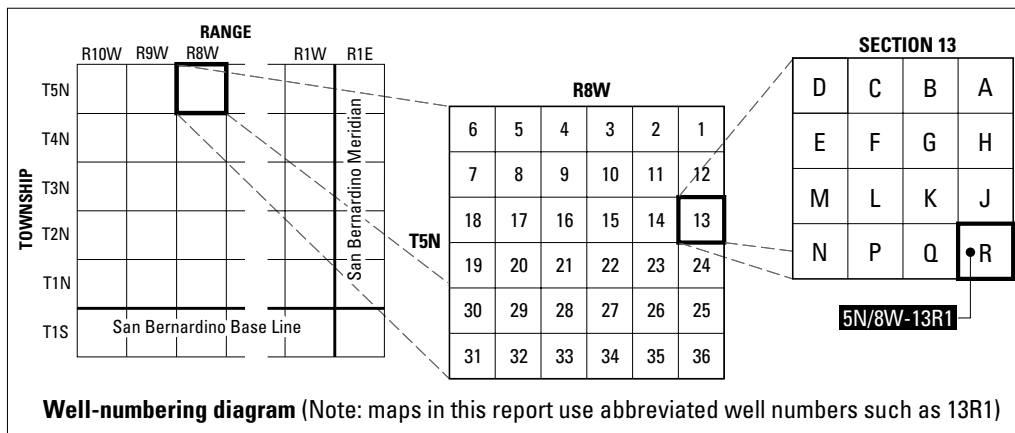 RANGE
R10W R9W R8W R1W R1E
T5N
T4N
T3N
T2N
T1N
T1S
TOWNSHIP
San Bernardino Meridian
San Bernardino Base Line
R8W
T5N
6 5 4 3 2 1
7 8 9 10 11 12
18 17 16 15 14 13
19 20 21 22 23 24
30 29 28 27 26 25
31 32 33 34 35 36
SECTION 13
D C B A
E F G H
M L K J
N P Q R
5N/8W-13R1
Well-numbering diagram (Note: maps in this report use abbreviated well numbers such as 13R1)